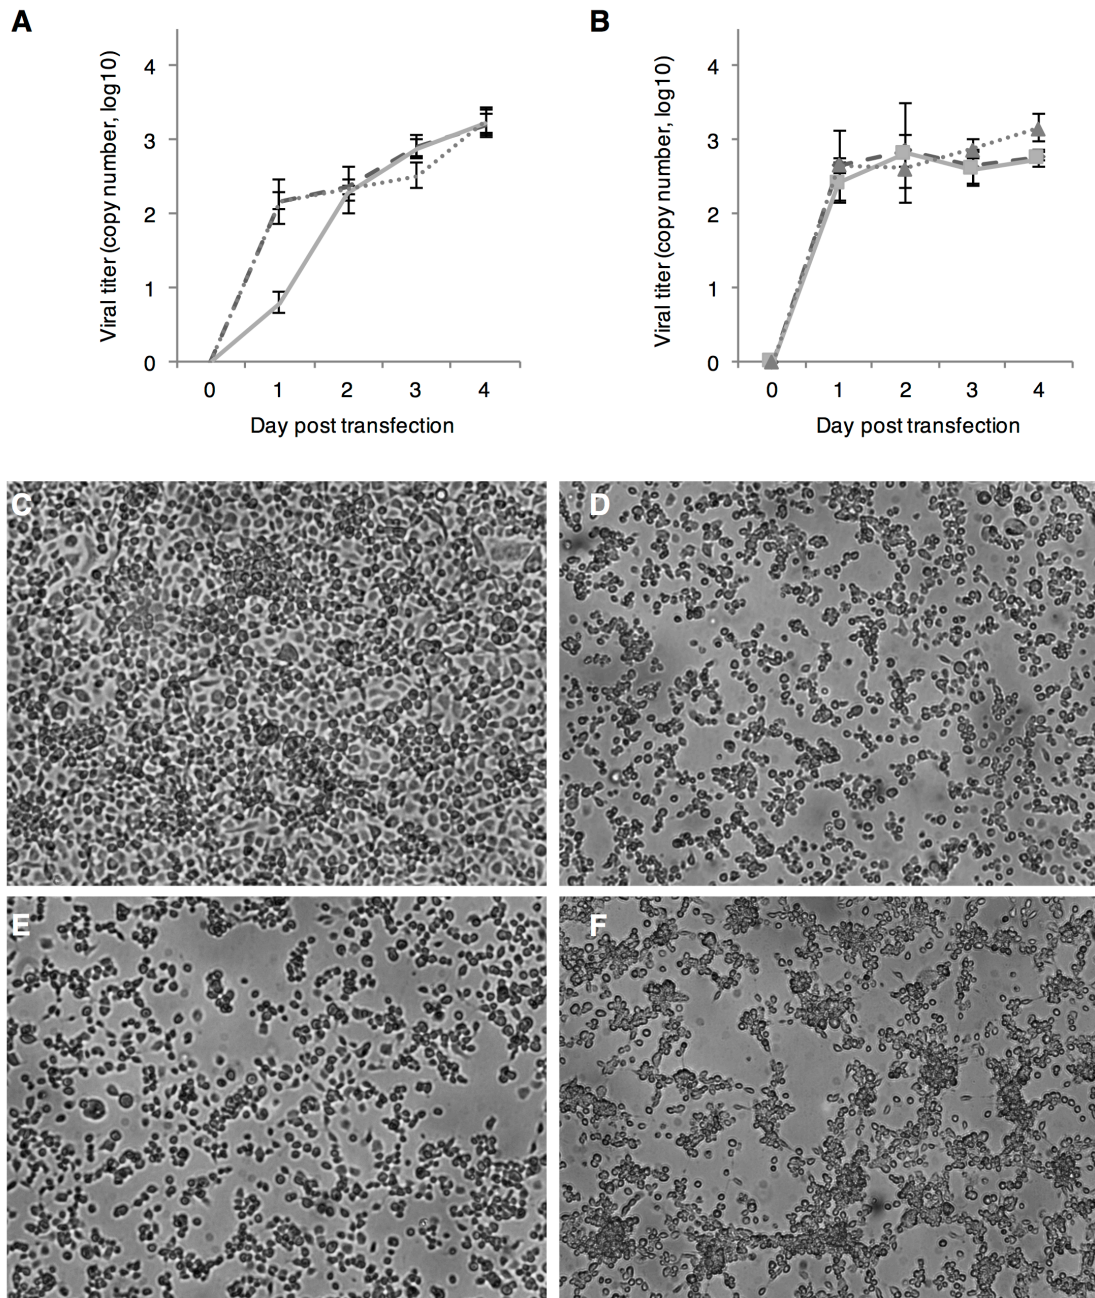 A
B
Viral titer (copy number, log10)
4
3
2
1
0
0 1 2 3 4
Day post transfection
Viral titer (copy number, log10)
4
3
2
1
0
0 1 2 3 4
Day post transfection
C
D
E
F